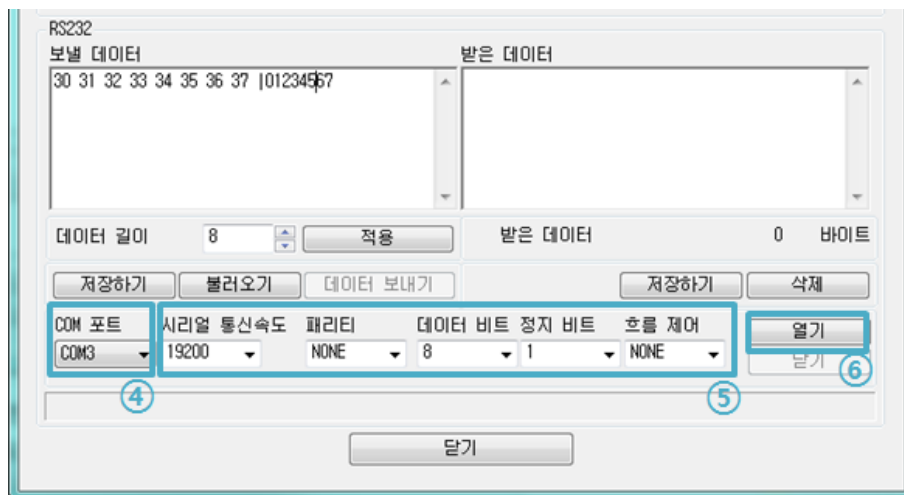 RS232
보낼 데이터
받은 데이터
30 31 32 33 34 35 36 37 |01234567
데이터 길이 8 적용
받은 데이터 0 바이트
저장하기 불러오기 데이터 보내기
저장하기 삭제
COM 포트 시리얼 통신속도 패리티 데이터 비트 정지 비트 흐름 제어 열기
COM3 19200 NONE 8 1 NONE 닫기
④ ⑤ ⑥
닫기